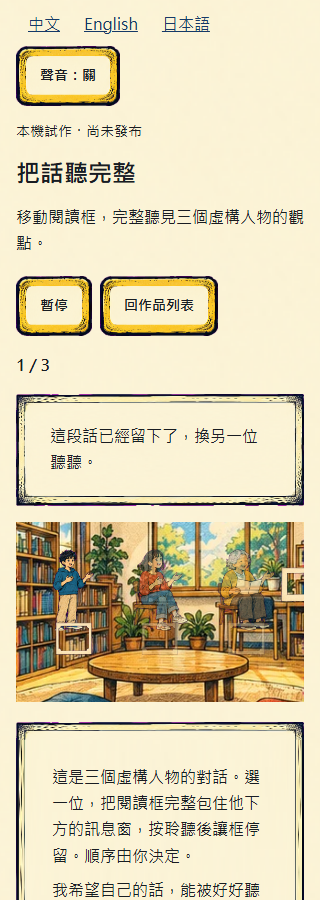 中文 English 日本語
聲音：關
本機試作・尚未發布
把話聽完整
移動閱讀框，完整聽見三個虛構人物的觀
點。
暫停 回作品列表
1 / 3
這段話已經留下了，換另一位
聽聽。
這是三個虛構人物的對話。選
一位，把閱讀框完整包住他下
方的訊息窗，按聆聽後讓框停
留。順序由你決定。
我希望自己的話，能被好好聽